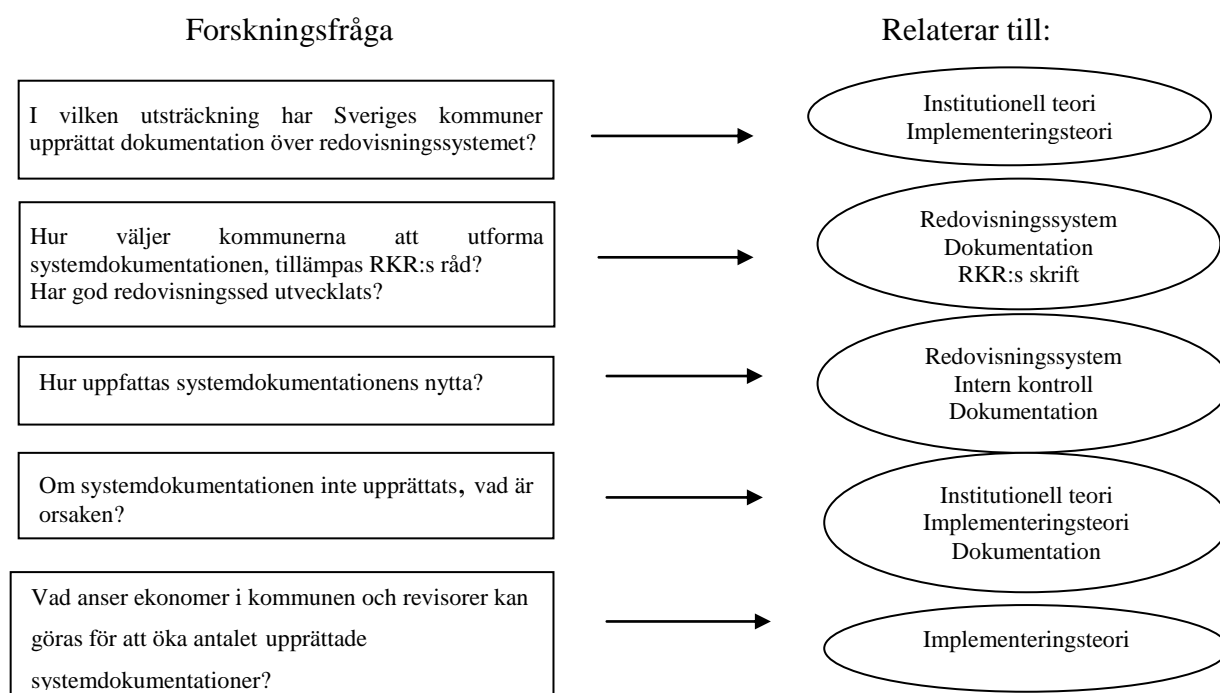 Forskningsfråga
Relaterar till:
I vilken utsträckning har Sveriges kommuner
upprättat dokumentation över redovisningssystemet?
Institutionell teori
Implementeringsteori
Hur väljer kommunerna att utforma
systemdokumentationen, tillämpas RKR:s råd?
Har god redovisningssed utvecklats?
Redovisningssystem
Dokumentation
RKR:s skrift
Hur uppfattas systemdokumentationens nytta?
Redovisningssystem
Intern kontroll
Dokumentation
Om systemdokumentationen inte upprättats, vad är
orsaken?
Institutionell teori
Implementeringsteori
Dokumentation
Vad anser ekonomer i kommunen och revisorer kan
göras för att öka antalet upprättade
systemdokumentationer?
Implementeringsteori